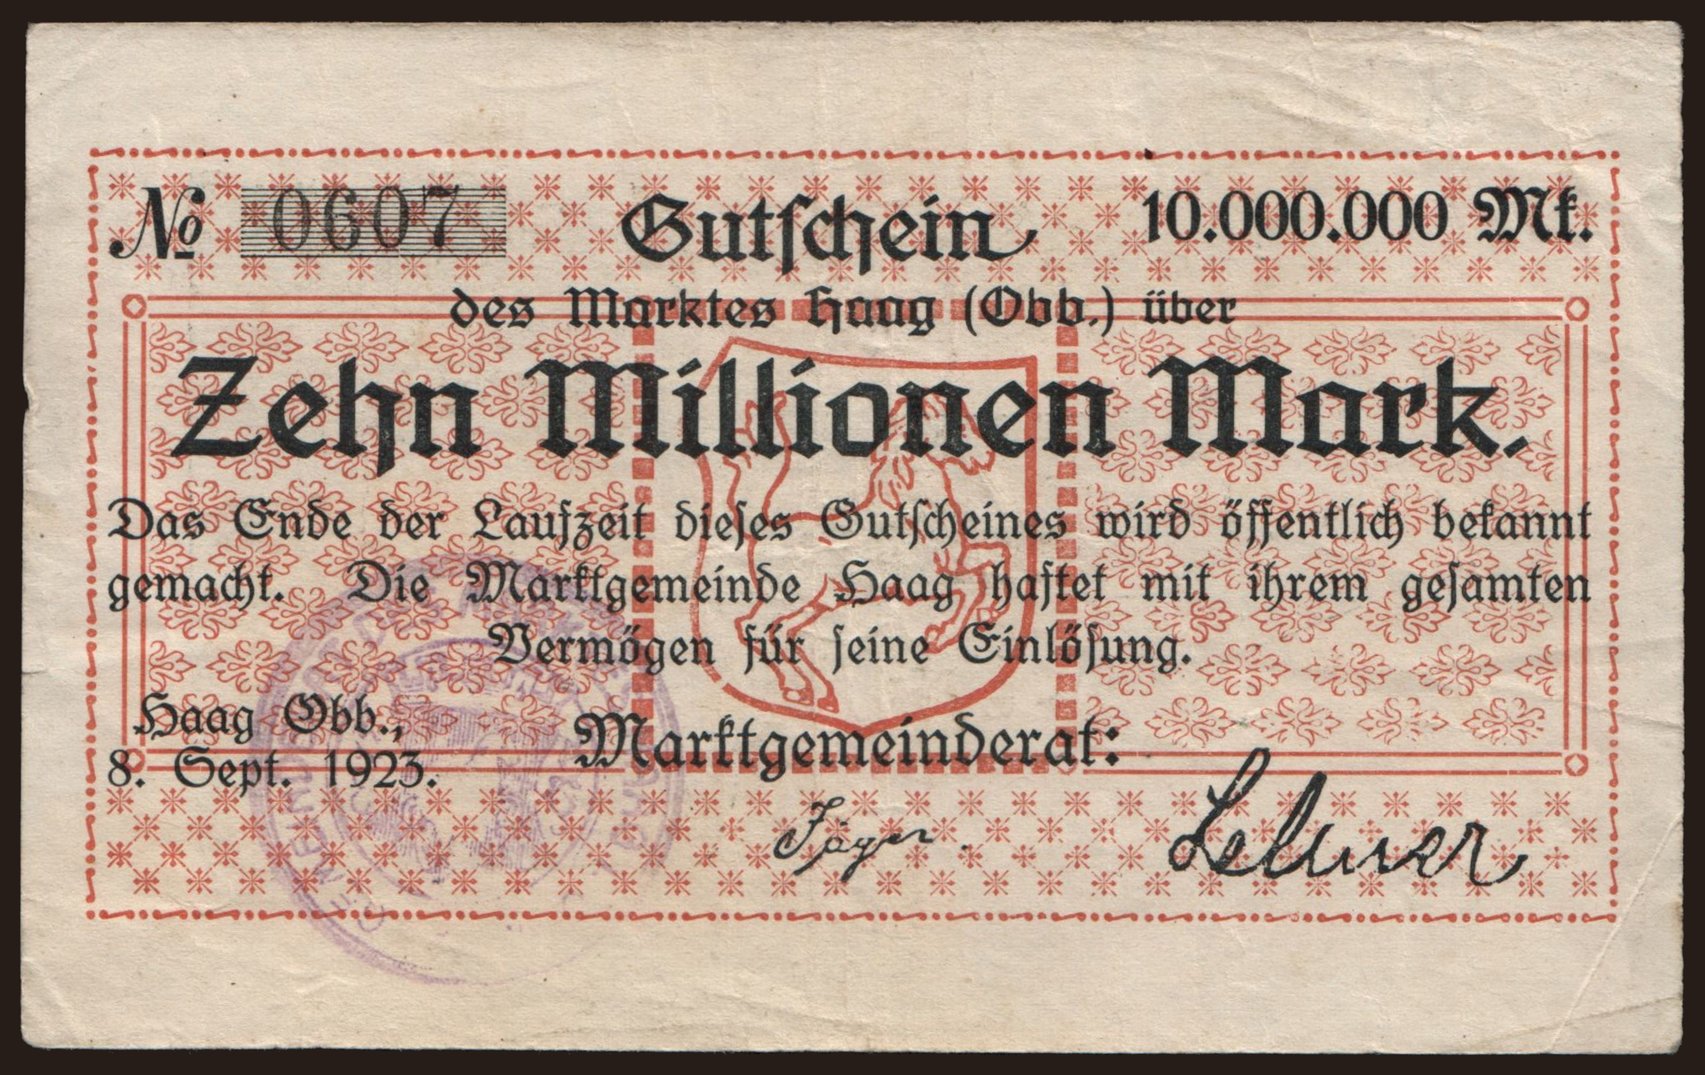 № 0607 Gutschein 10.000.000 Mk.
des Marktes Haag (Obb.) über
Zehn Millionen Mark.
Das Ende der Laufzeit dieses Gutscheines wird öffentlich bekannt
gemacht. Die Marktgemeinde Haag haftet mit ihrem gesamten
Vermögen für seine Einlösung.
Haag Obb.,
8. Sept. 1923.
Marktgemeinderat:
Jäger